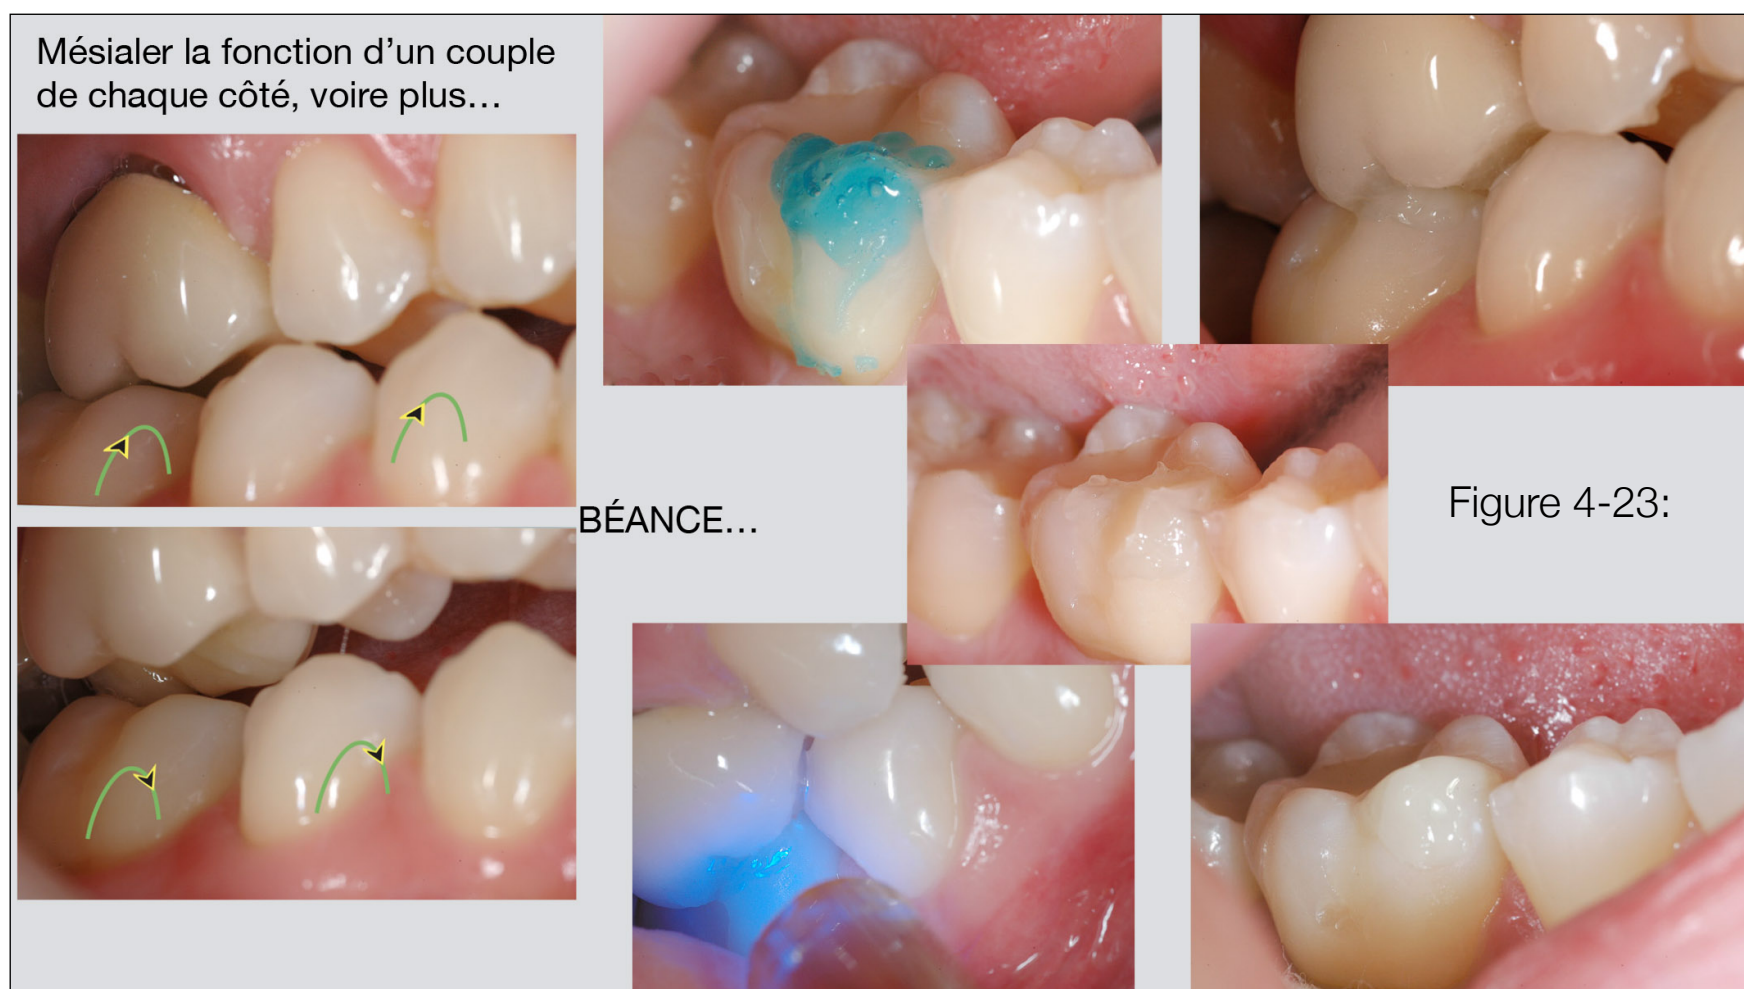 Mésialer la fonction d’un couple
de chaque côté, voire plus…
BÉANCE…
Figure 4-23: